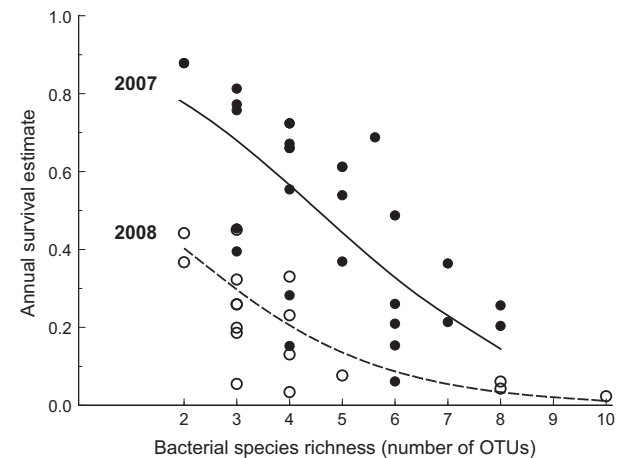 1.0
0.8
0.6
0.4
0.2
0.0
Annual survival estimate
2007
2008
2 3 4 5 6 7 8 9 10
Bacterial species richness (number of OTUs)